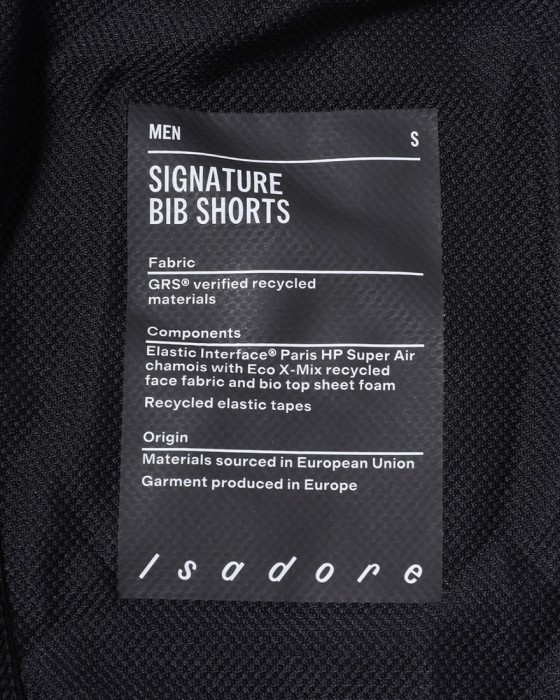 MEN S
SIGNATURE
BIB SHORTS
Fabric
GRS® verified recycled
materials
Components
Elastic Interface® Paris HP Super Air
chamois with Eco X-Mix recycled
face fabric and bio top sheet foam
Recycled elastic tapes
Origin
Materials sourced in European Union
Garment produced in Europe
Isadore